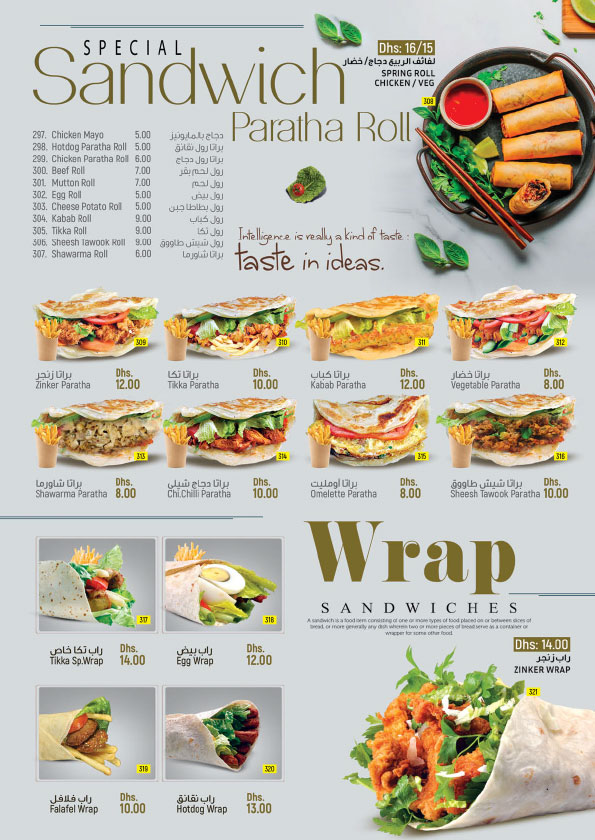 SPECIAL
Sandwich
Paratha Roll
Dhs: 16/15
لفائف الربيع دجاج/ خضار
SPRING ROLL
CHICKEN / VEG
308
297. Chicken Mayo 5.00 دجاج بالمايونيز
298. Hotdog Paratha Roll 5.00 براتا رول نقانق
299. Chicken Paratha Roll 6.00 براتا رول دجاج
300. Beef Roll 7.00 رول لحم بقر
301. Mutton Roll 7.00 رول لحم
302. Egg Roll 5.00 رول بيض
303. Cheese Potato Roll 5.00 رول بطاطا جبن
304. Kabab Roll 9.00 رول كباب
305. Tikka Roll 9.00 رول تكا
306. Sheesh Tawook Roll 9.00 رول شيش طاووق
307. Shawarma Roll 6.00 براتا شاورما
Intelligence is really a kind of taste :
taste in ideas.
309
310
311
312
براتا زنجر Dhs.
Zinker Paratha 12.00
براتا تكا Dhs.
Tikka Paratha 10.00
براتا كباب Dhs.
Kabab Paratha 12.00
براتا خضار Dhs.
Vegetable Paratha 8.00
313
314
315
316
براتا شاورما Dhs.
Shawarma Paratha 8.00
براتا دجاج شيلي Dhs.
Chi.Chilli Paratha 10.00
براتا أومليت Dhs.
Omelette Paratha 8.00
براتا شيش طاووق Dhs.
Sheesh Tawook Paratha 10.00
Wrap
SANDWICHES
A sandwich is a food item consisting of one or more types of food placed on or between slices of
bread, or more generally any dish wherein two or more pieces of bread serve as a container or
wrapper for some other food.
317
318
راب تكا خاص Dhs.
Tikka Sp.Wrap 14.00
راب بيض Dhs.
Egg Wrap 12.00
Dhs: 14.00
راب زنجر
ZINKER WRAP
321
319
320
راب فلافل Dhs.
Falafel Wrap 10.00
راب نقانق Dhs.
Hotdog Wrap 13.00